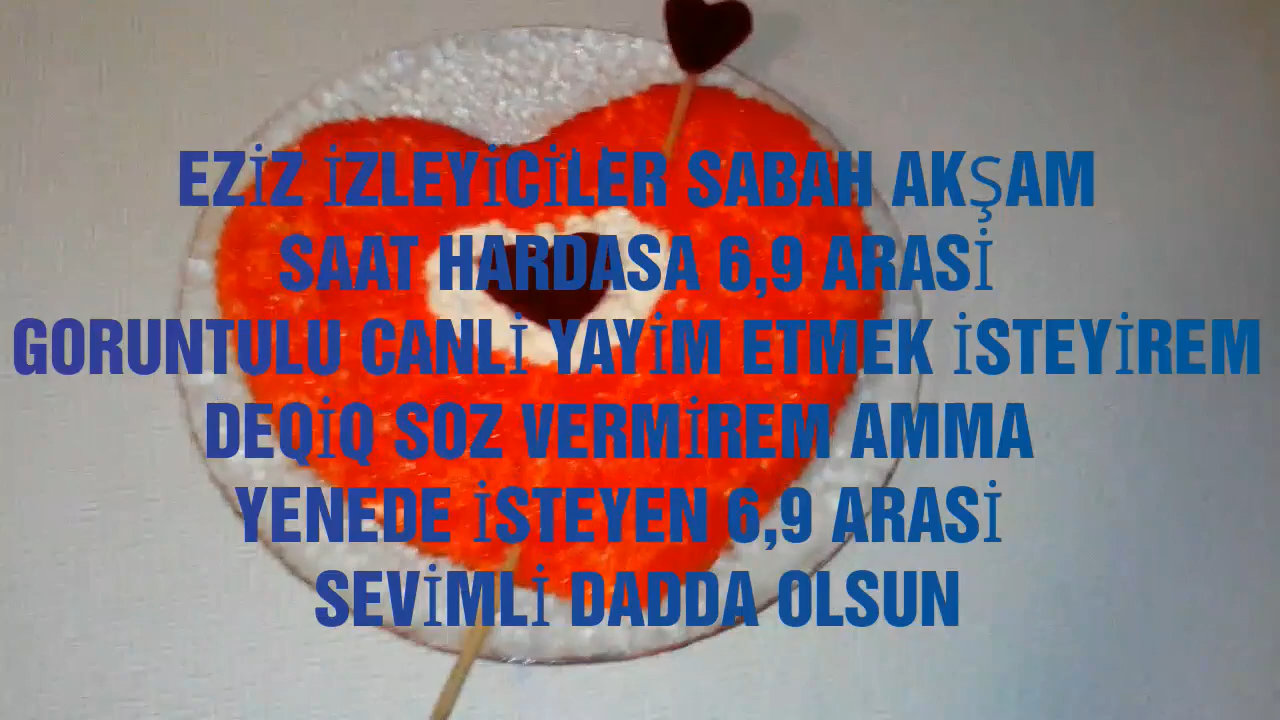 EZİZ İZLEYİCİLER SABAH AKŞAM
SAAT HARDASA 6,9 ARASİ
GORUNTULU CANLİ YAYİM ETMEK İSTEYİREM
DEQİQ SOZ VERMİREM AMMA
YENEDE İSTEYEN 6,9 ARASİ
SEVİMLİ DADDA OLSUN